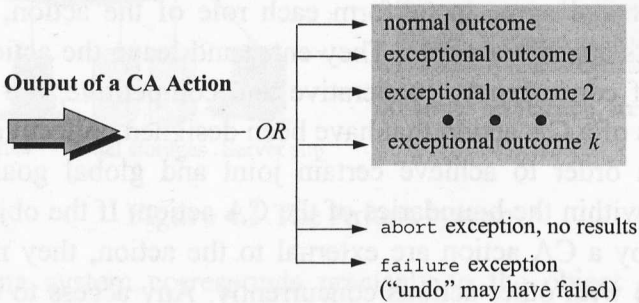 normal outcome
exceptional outcome 1
Output of a CA Action
exceptional outcome 2
OR
• • •
exceptional outcome k
abort exception, no results
failure exception
("undo" may have failed)